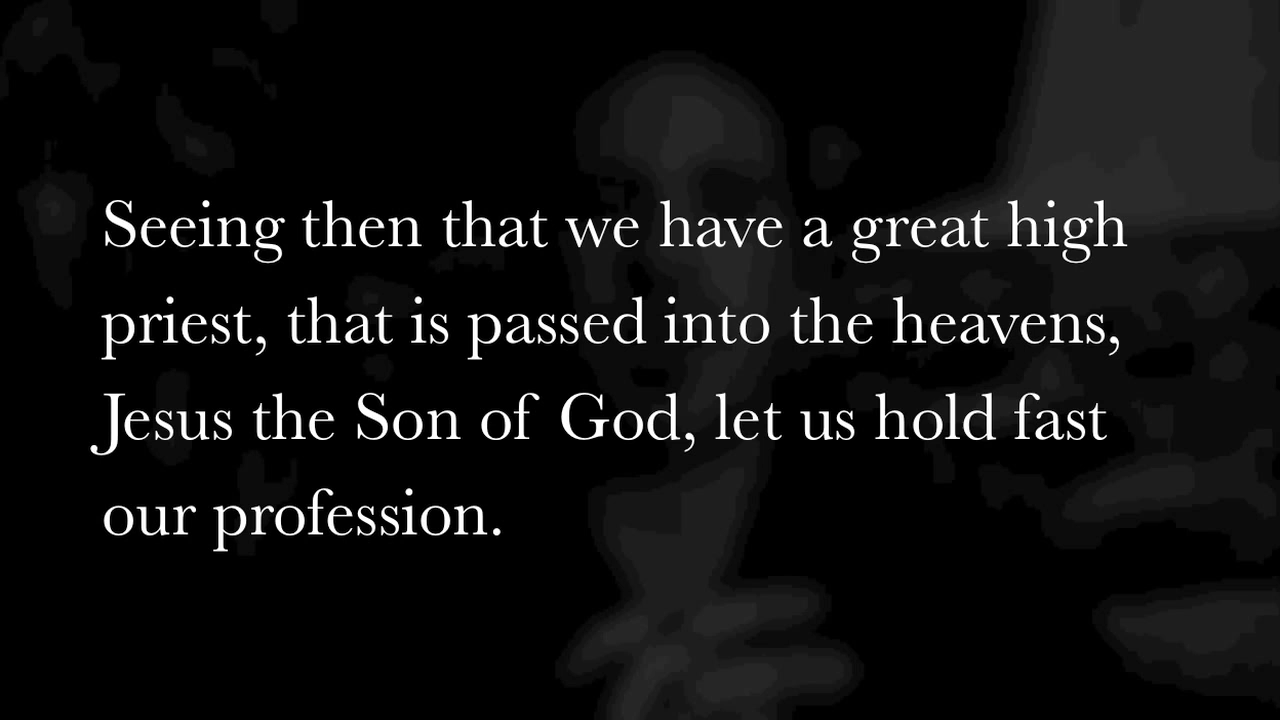 Seeing then that we have a great high
priest, that is passed into the heavens,
Jesus the Son of God, let us hold fast
our profession.